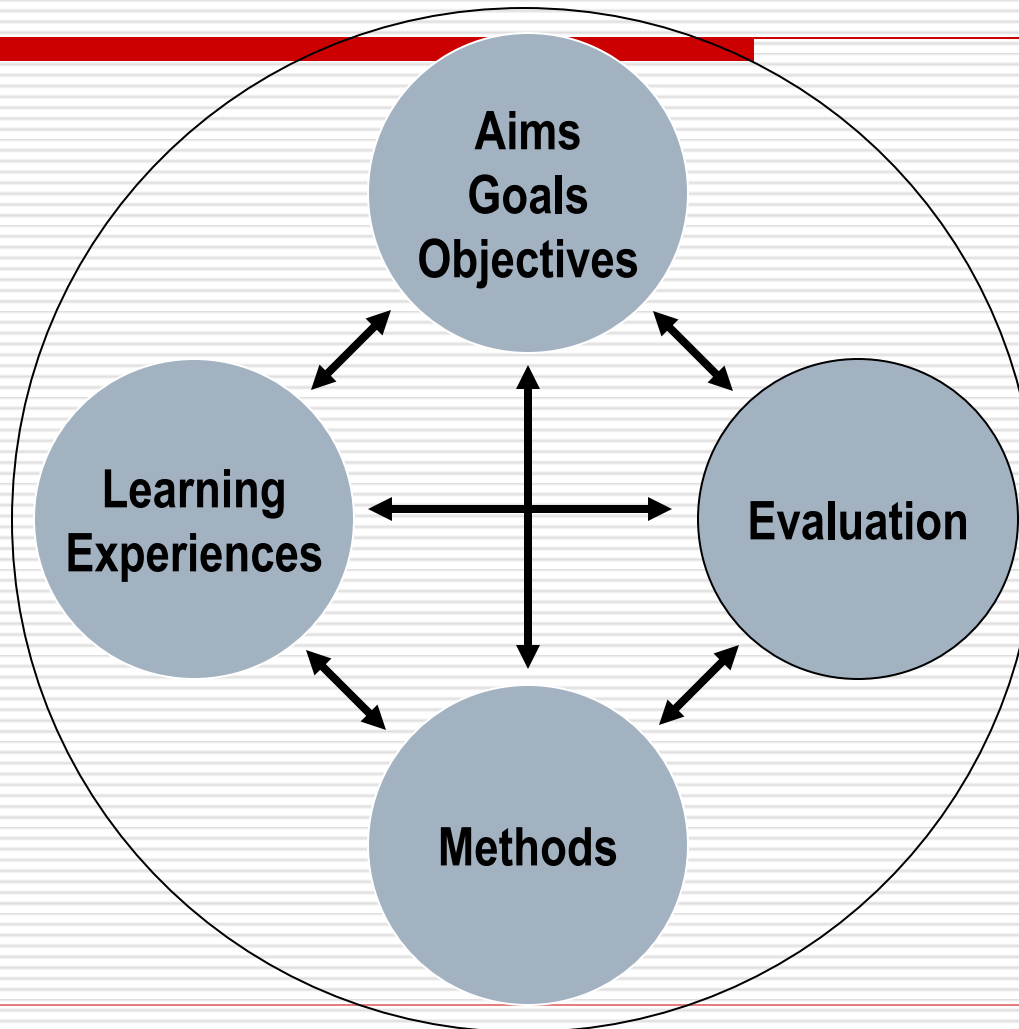 Aims
Goals
Objectives
Learning
Experiences
Evaluation
Methods